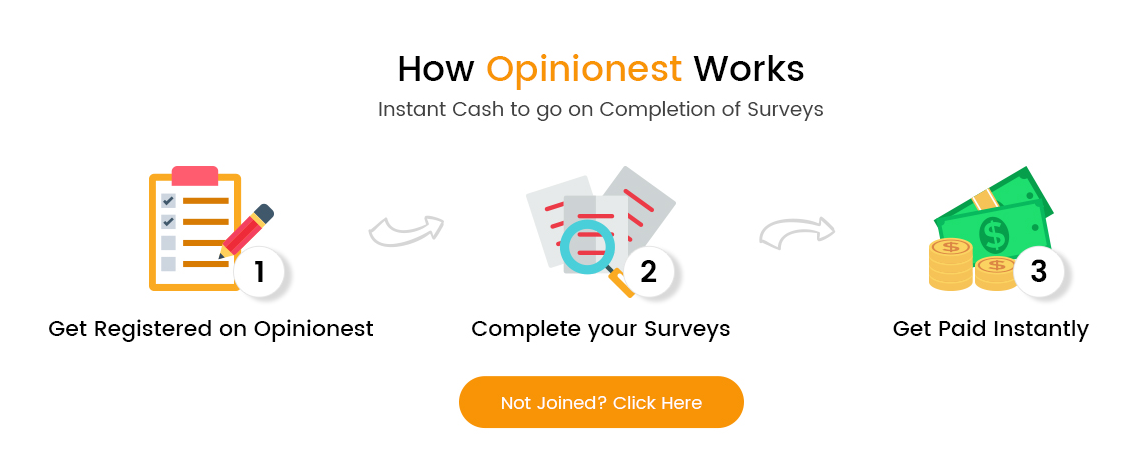 How Opinionest Works
Instant Cash to go on Completion of Surveys
1
2
3
Get Registered on Opinionest
Complete your Surveys
Get Paid Instantly
Not Joined? Click Here